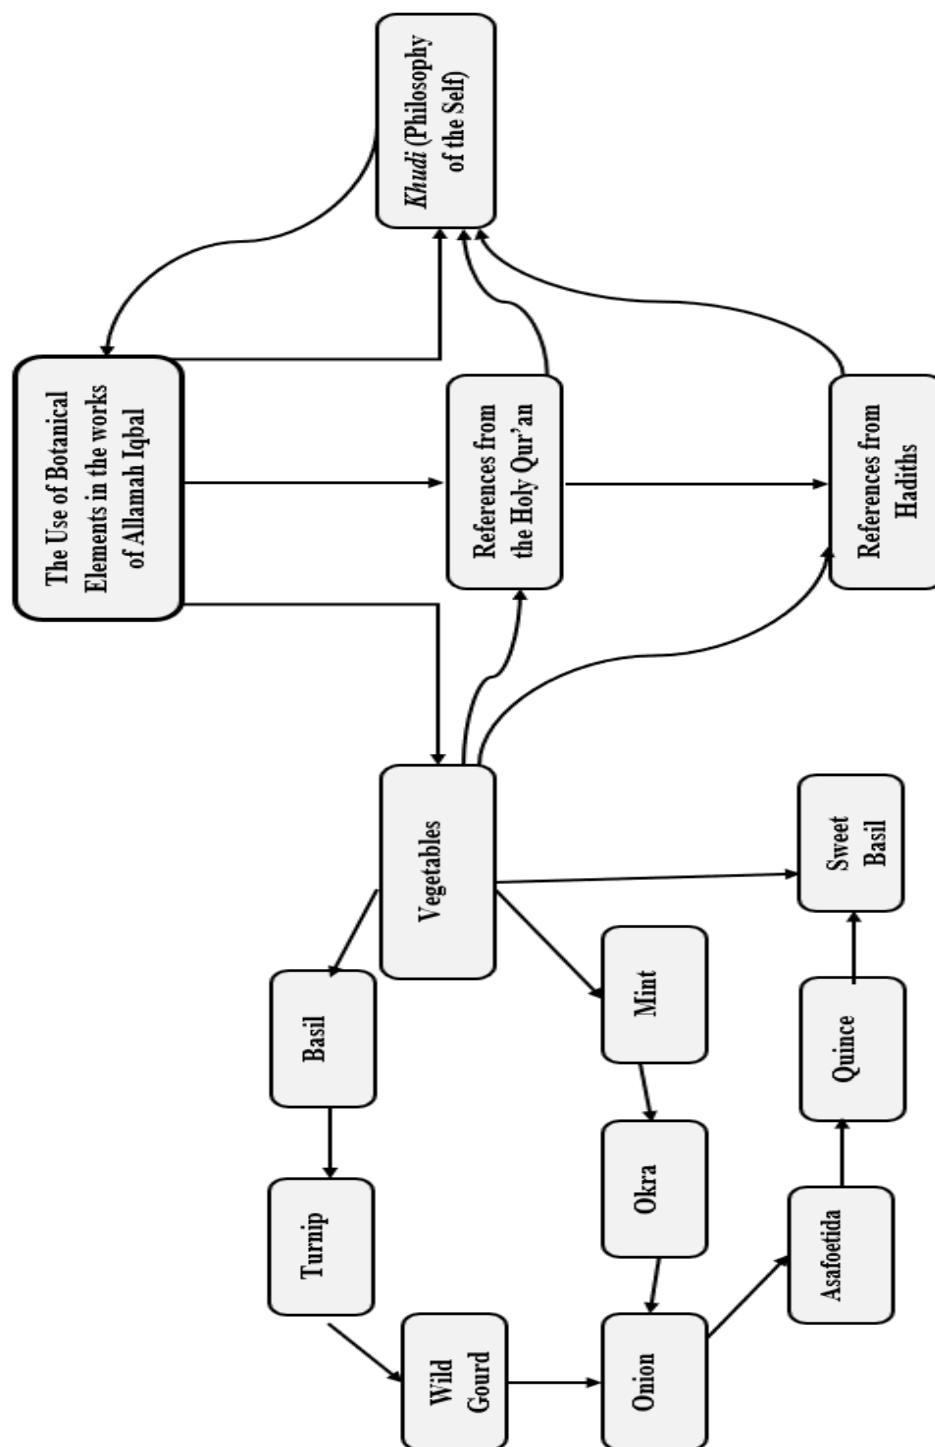 The Use of Botanical
Elements in the works
of Allamah Iqbal
Turnip
Basil
Wild
Gourd
Vegetables
Khudi (Philosophy
of the Self)
References from
the Holy Qur’an
Onion
Okra
Mint
Asafoetida
Quince
Sweet
Basil
References from
Hadiths